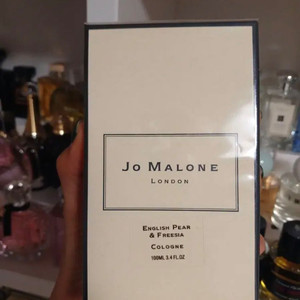 JO MALONE
LONDON
ENGLISH PEAR
& FREESIA
COLOGNE
100ML 3.4 FL.OZ